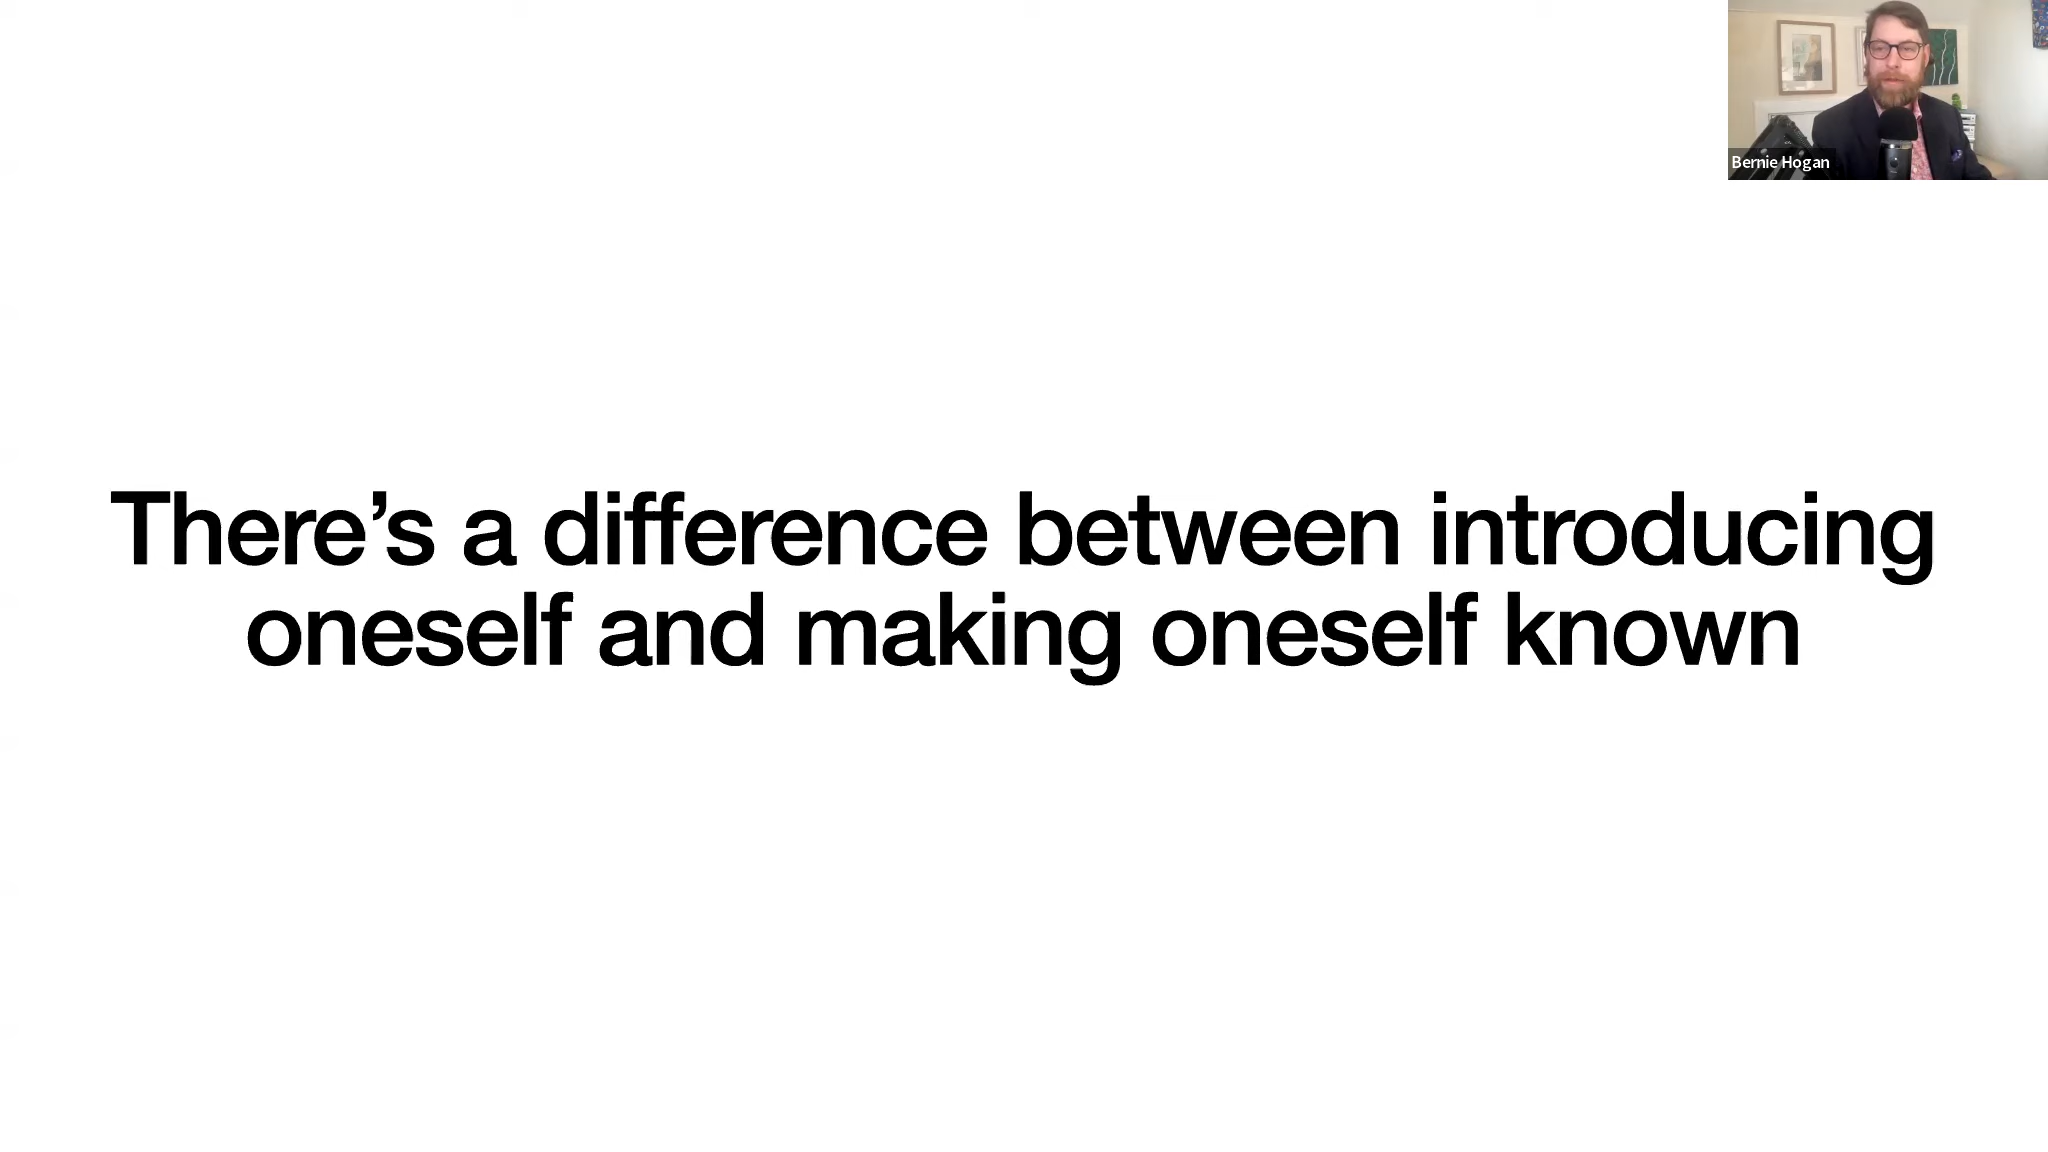 Bernie Hogan
There’s a difference between introducing
oneself and making oneself known